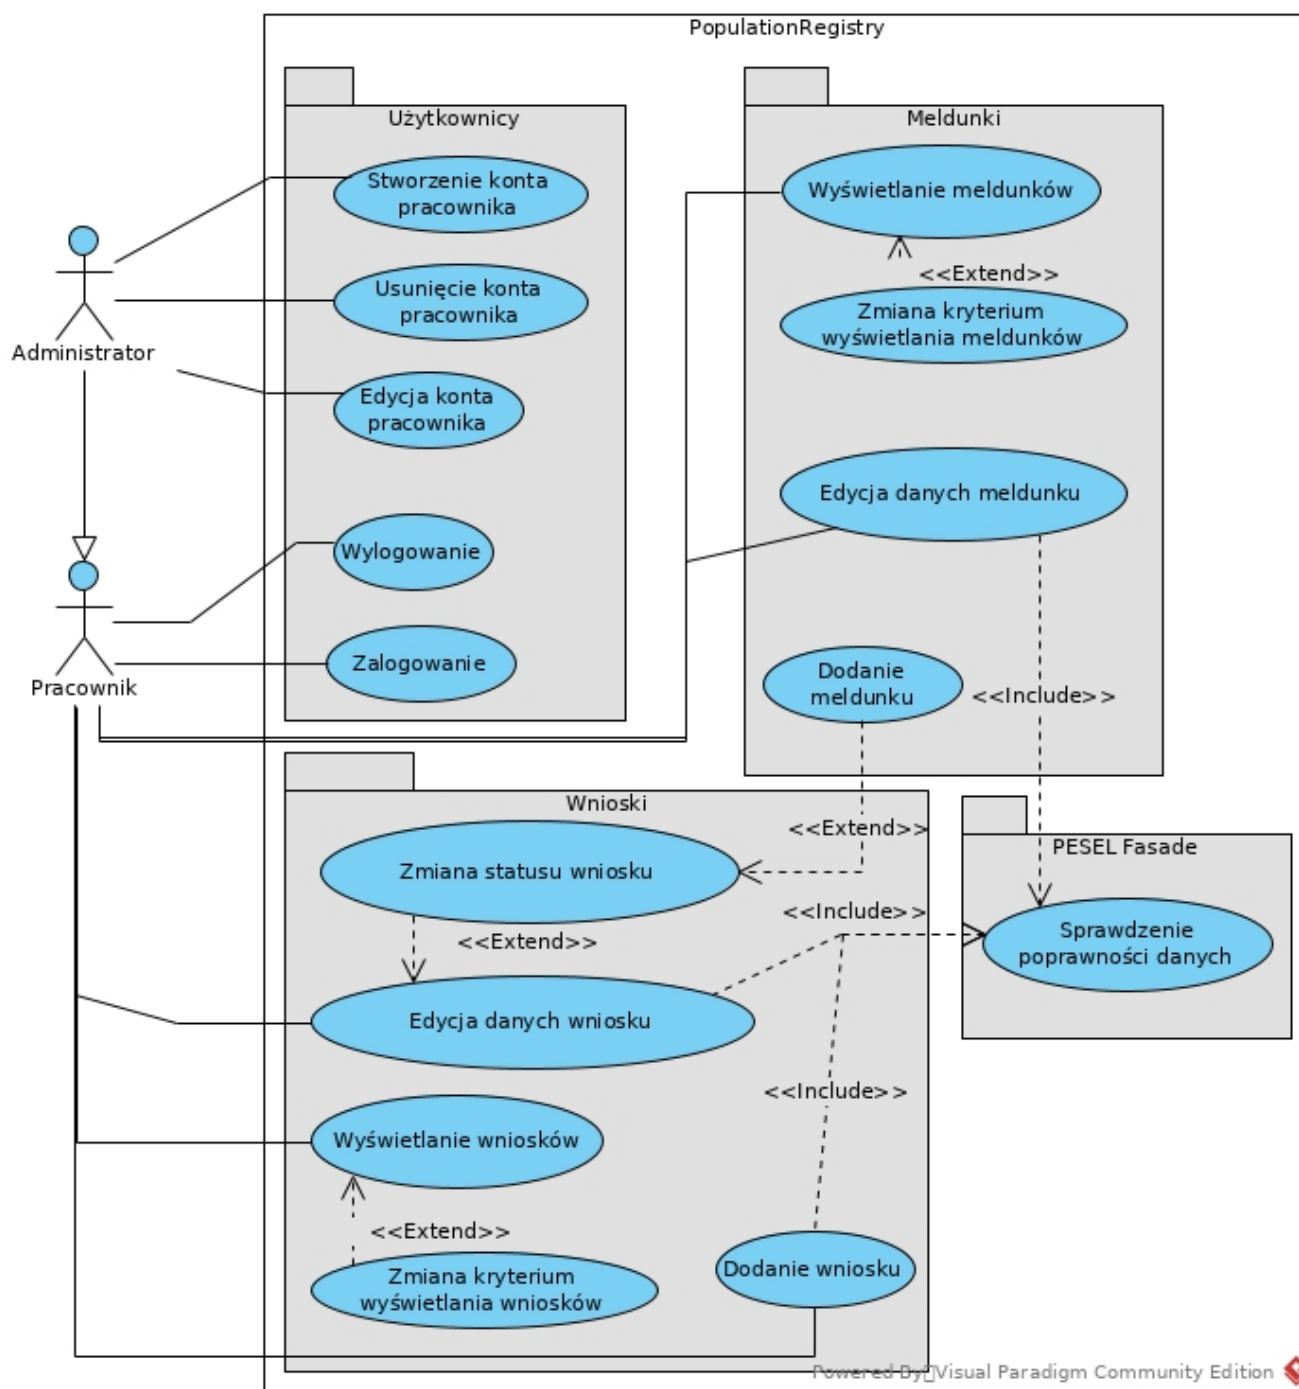 PopulationRegistry
Użytkownicy
Stworzenie konta
pracownika
Usunięcie konta
pracownika
Edycja konta
pracownika
Wylogowanie
Zalogowanie
Administrator
Pracownik
Meldunki
Wyświetlanie meldunków
<<Extend>>
Zmiana kryterium
wyświetlania meldunków
Edycja danych meldunku
Dodanie
meldunku
<<Include>>
<<Extend>>
Wnioski
Zmiana statusu wniosku
<<Extend>>
<<Include>>
Edycja danych wniosku
<<Include>>
Wyświetlanie wniosków
<<Extend>>
Zmiana kryterium
wyświetlania wniosków
Dodanie wniosku
PESEL Fasade
Sprawdzenie
poprawności danych
Powered By Visual Paradigm Community Edition